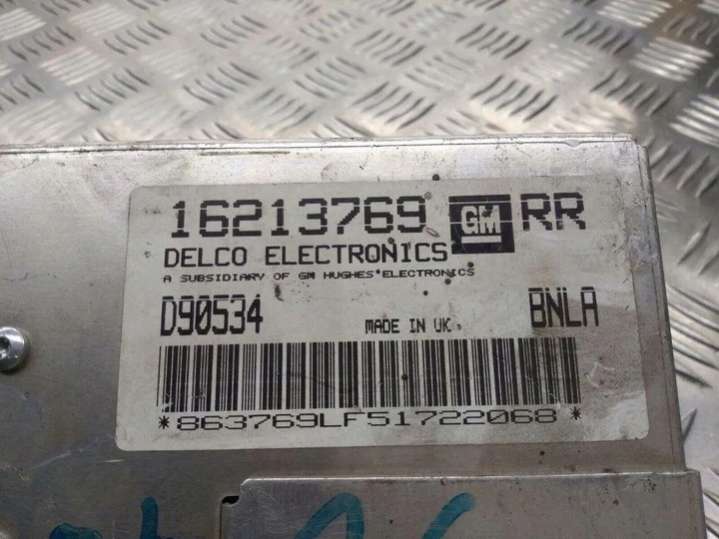 16213769 GM RR
DELCO ELECTRONICS
A SUBSIDIARY OF GM HUGHES ELECTRONICS
D90534 MADE IN UK. BNLA
*863769LF51722068*